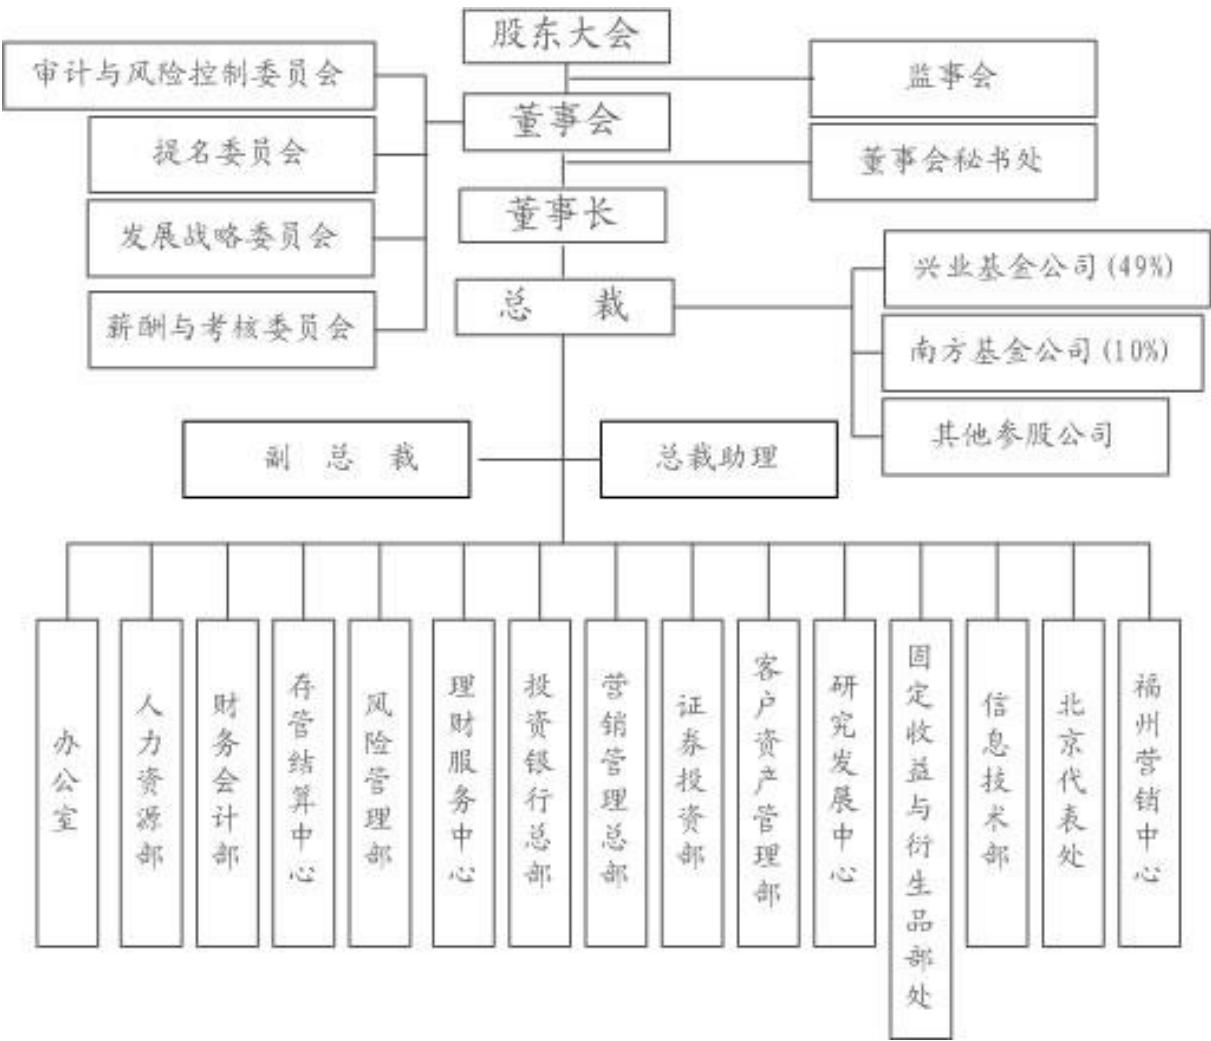 股东大会
审计与风险控制委员会
监事会
董事会
提名委员会
董事会秘书处
董事长
发展战略委员会
兴业基金公司(49%)
总 裁
薪酬与考核委员会
南方基金公司(10%)
其他参股公司
副 总 裁
总裁助理
办公室
人力资源部
财务会计部
存管结算中心
风险管理部
理财服务中心
投资银行总部
营销管理总部
证券投资部
客户资产管理部
研究发展中心
固定收益与衍生品部处
信息技术部
北京代表处
福州营销中心